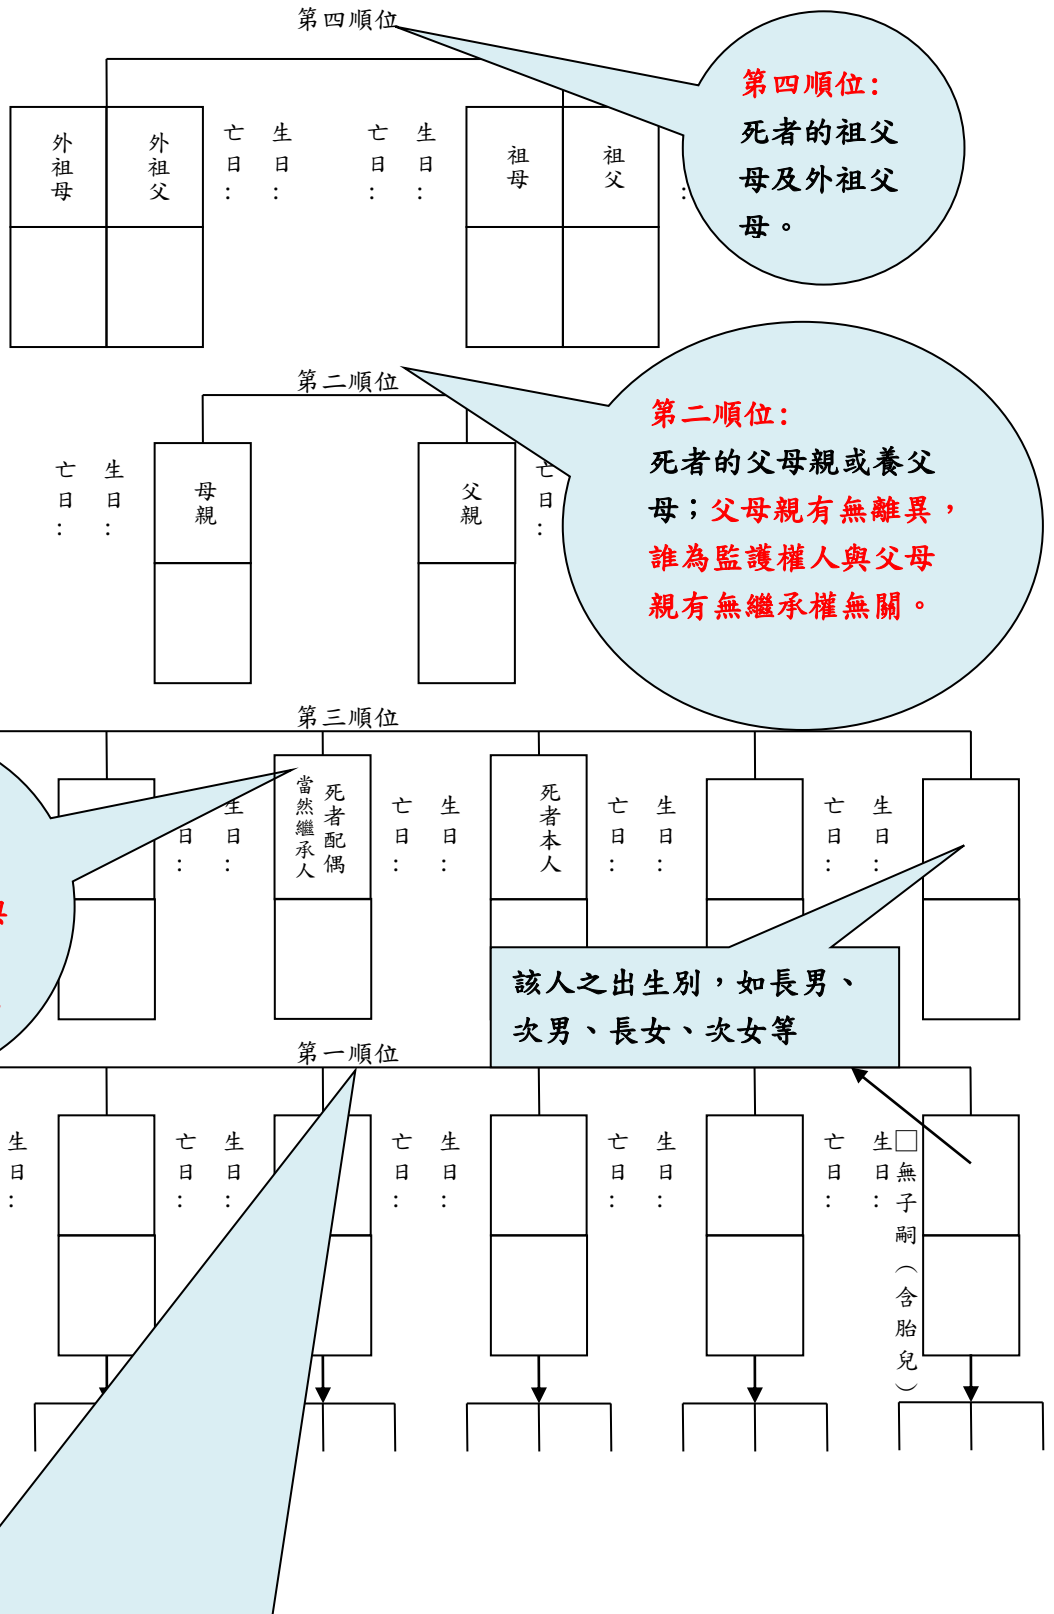 第四順位
第四順位:
死者的祖父
母及外祖父
母。
外祖母
外祖父
亡日:
生日:
亡日:
生日:
祖母
祖父
:
第二順位
第二順位:
死者的父母親或養父
母；父母親有無離異，
誰為監護權人與父母
親有無繼承權無關。
亡日:
生日:
母親
父親
亡日:
第三順位
日:
生日:
死者配偶
當然繼承人
亡日:
生日:
死者本人
亡日:
生日:
亡日:
生日:
該人之出生別，如長男、
次男、長女、次女等
第一順位
生日:
亡日:
生日:
亡日:
生日:
亡日:
生日:
亡日:
生日:
□無子嗣（含胎兒）